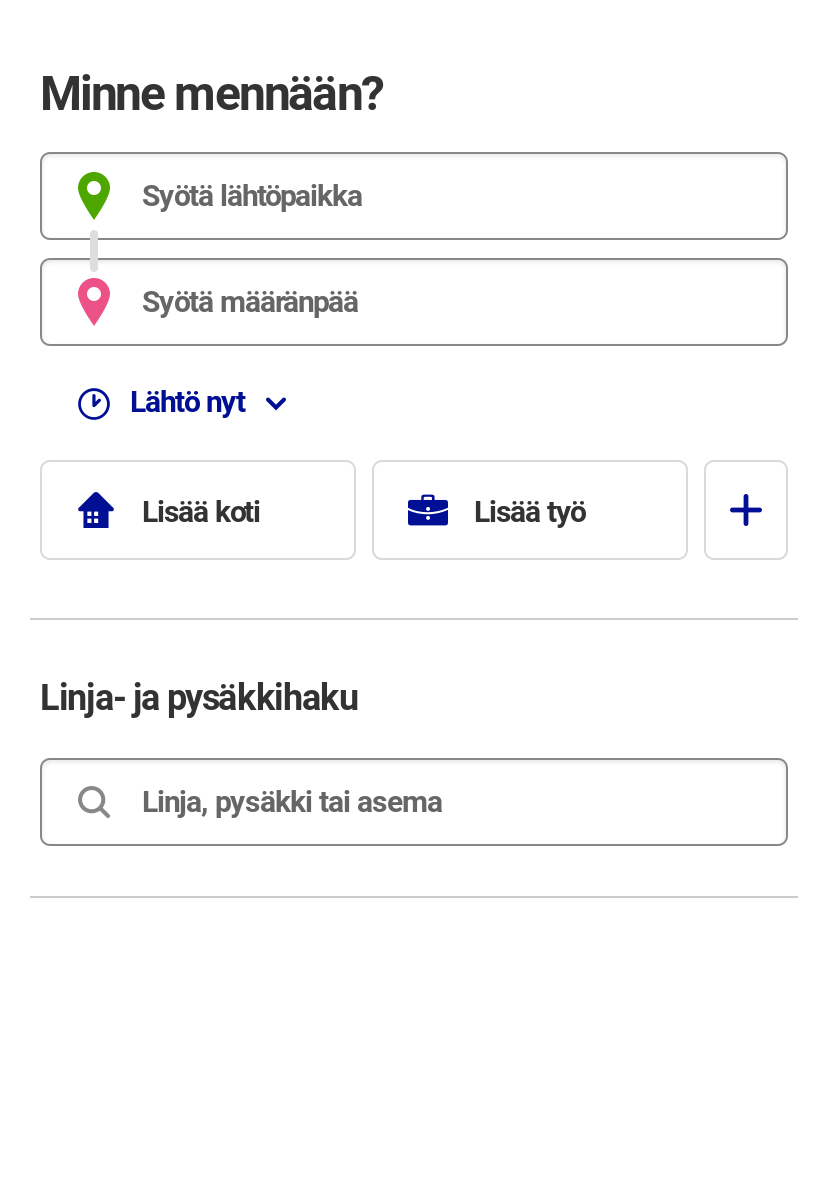 Minne mennään?
Syötä lähtöpaikka
Syötä määränpää
Lähtö nyt
Lisää koti
Lisää työ
Linja- ja pysäkkihaku
Linja, pysäkki tai asema